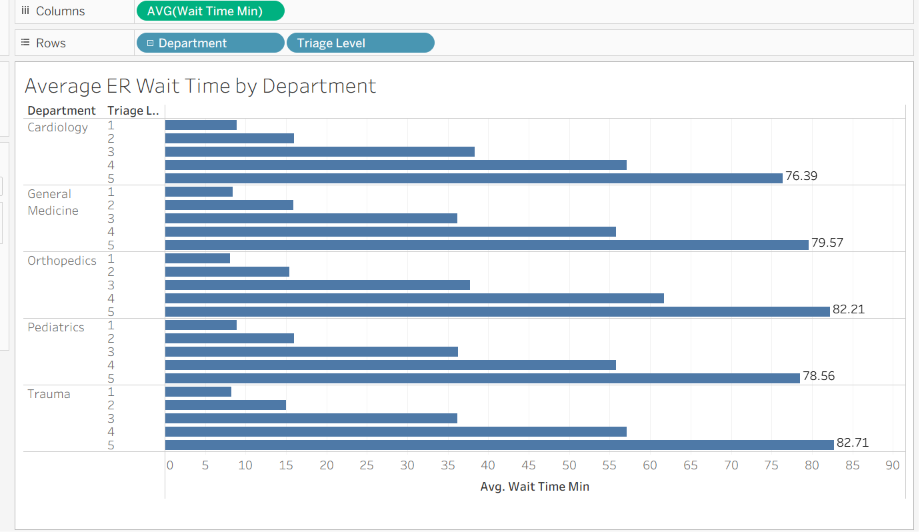 Columns AVG(Wait Time Min)
Rows Department Triage Level
Average ER Wait Time by Department
Department Triage L..
Cardiology 1
2
3
4
5 76.39
General Medicine 1
2
3
4
5 79.57
Orthopedics 1
2
3
4
5 82.21
Pediatrics 1
2
3
4
5 78.56
Trauma 1
2
3
4
5 82.71
0 5 10 15 20 25 30 35 40 45 50 55 60 65 70 75 80 85 90
Avg. Wait Time Min